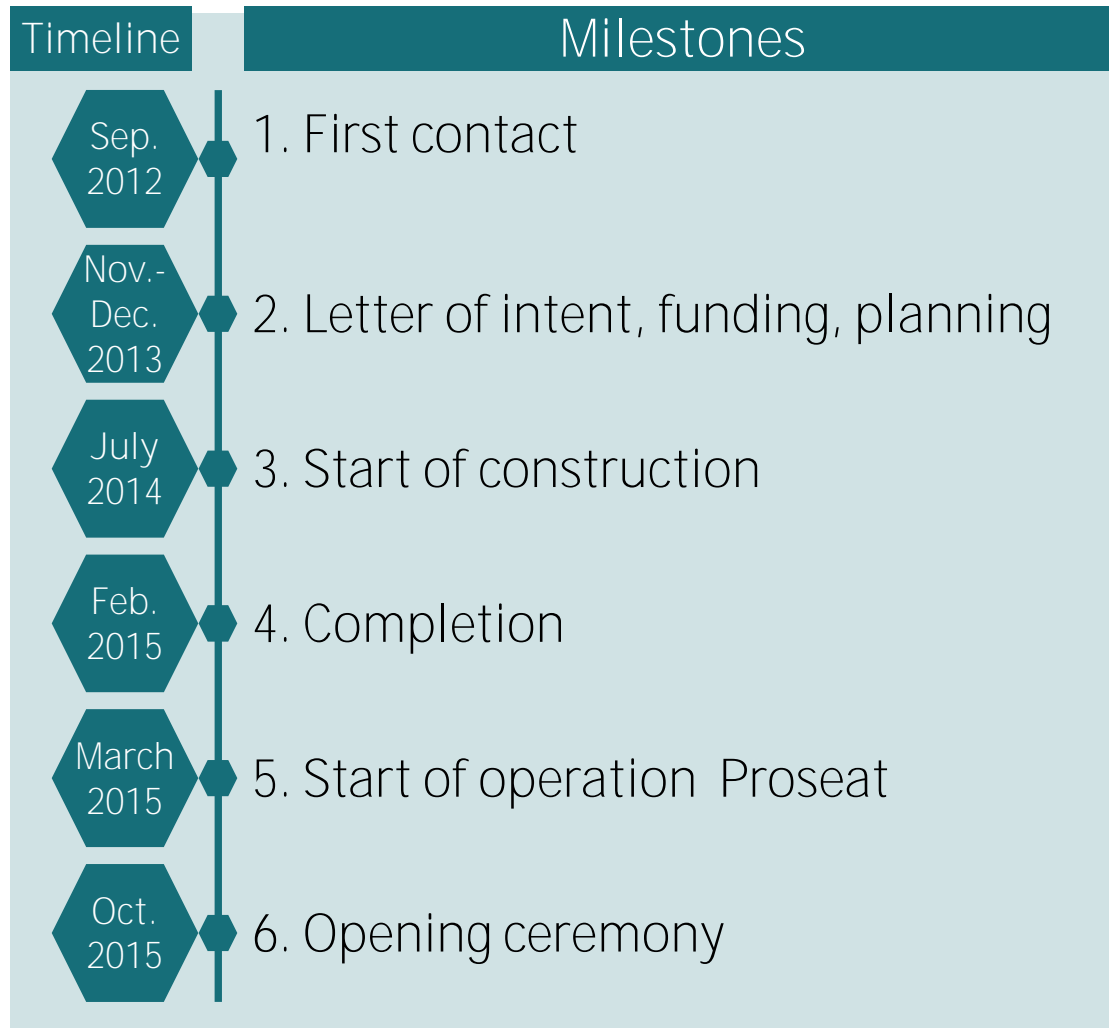 Timeline
Milestones
Sep.
2012
1. First contact
Nov.-
Dec.
2013
2. Letter of intent, funding, planning
July
2014
3. Start of construction
Feb.
2015
4. Completion
March
2015
5. Start of operation Proseat
Oct.
2015
6. Opening ceremony